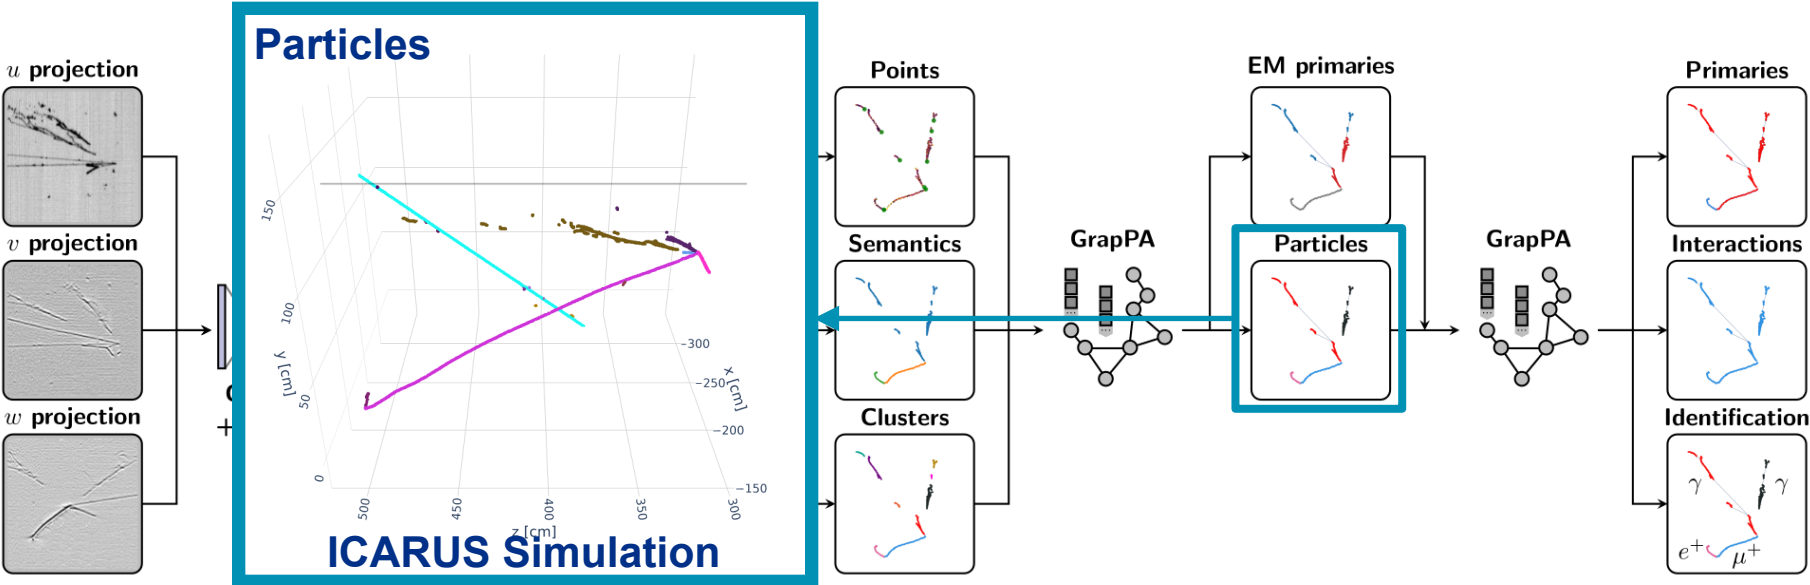 u projection
v projection
w projection
+
Particles
150
100
50
0
y [cm]
500
450
400
350
300
z [cm]
−300
−250
−200
−150
x [cm]
ICARUS Simulation
Points
Semantics
Clusters
GrapPA
...
...
EM primaries
Particles
GrapPA
...
...
Primaries
Interactions
Identification
γ
γ
e+
μ+